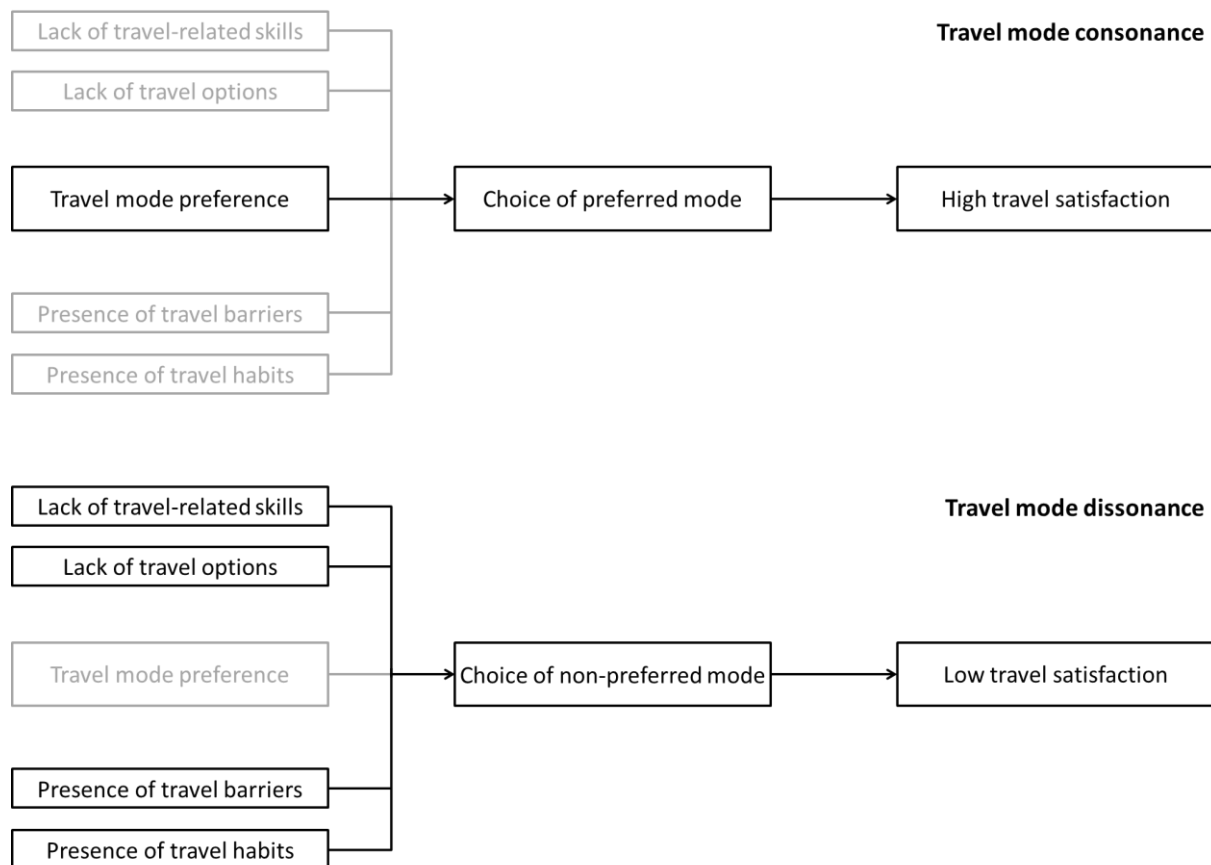 Lack of travel-related skills
Travel mode consonance
Lack of travel options
Travel mode preference
Choice of preferred mode
High travel satisfaction
Presence of travel barriers
Presence of travel habits
Lack of travel-related skills
Travel mode dissonance
Lack of travel options
Travel mode preference
Choice of non-preferred mode
Low travel satisfaction
Presence of travel barriers
Presence of travel habits